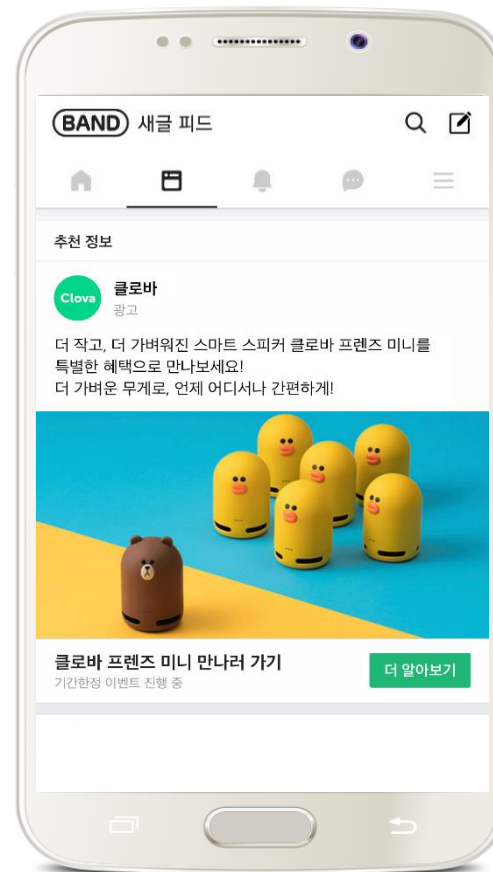 BAND 새글 피드
추천 정보
Clova
클로바
광고
더 작고, 더 가벼워진 스마트 스피커 클로바 프렌즈 미니를
특별한 혜택으로 만나보세요!
더 가벼운 무게로, 언제 어디서나 간편하게!
클로바 프렌즈 미니 만나러 가기
기간한정 이벤트 진행 중
더 알아보기